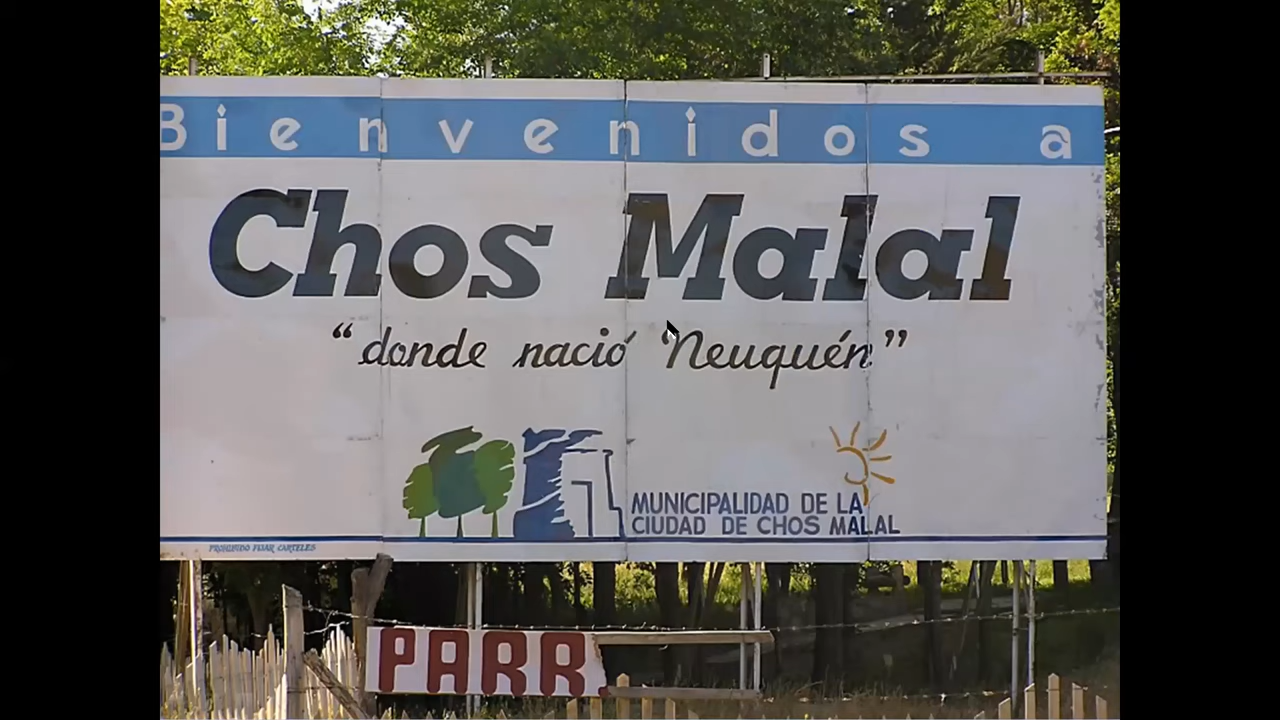 Bienvenidos a
Chos Malal
“donde nació Neuquén”
MUNICIPALIDAD DE LA
CIUDAD DE CHOS MALAL
PROHIBIDO FIJAR CARTELES
PARR.